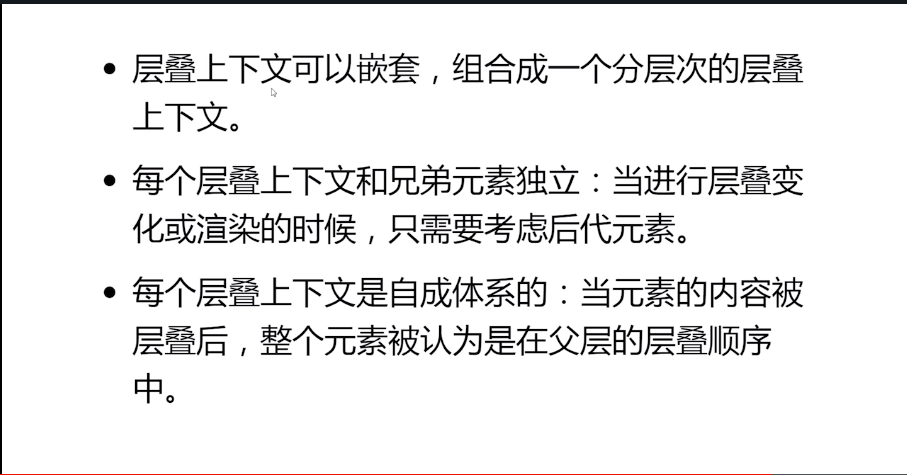 • 层叠上下文可以嵌套，组合成一个分层次的层叠
上下文。
• 每个层叠上下文和兄弟元素独立：当进行层叠变
化或渲染的时候，只需要考虑后代元素。
• 每个层叠上下文是自成体系的：当元素的内容被
层叠后，整个元素被认为是在父层的层叠顺序
中。